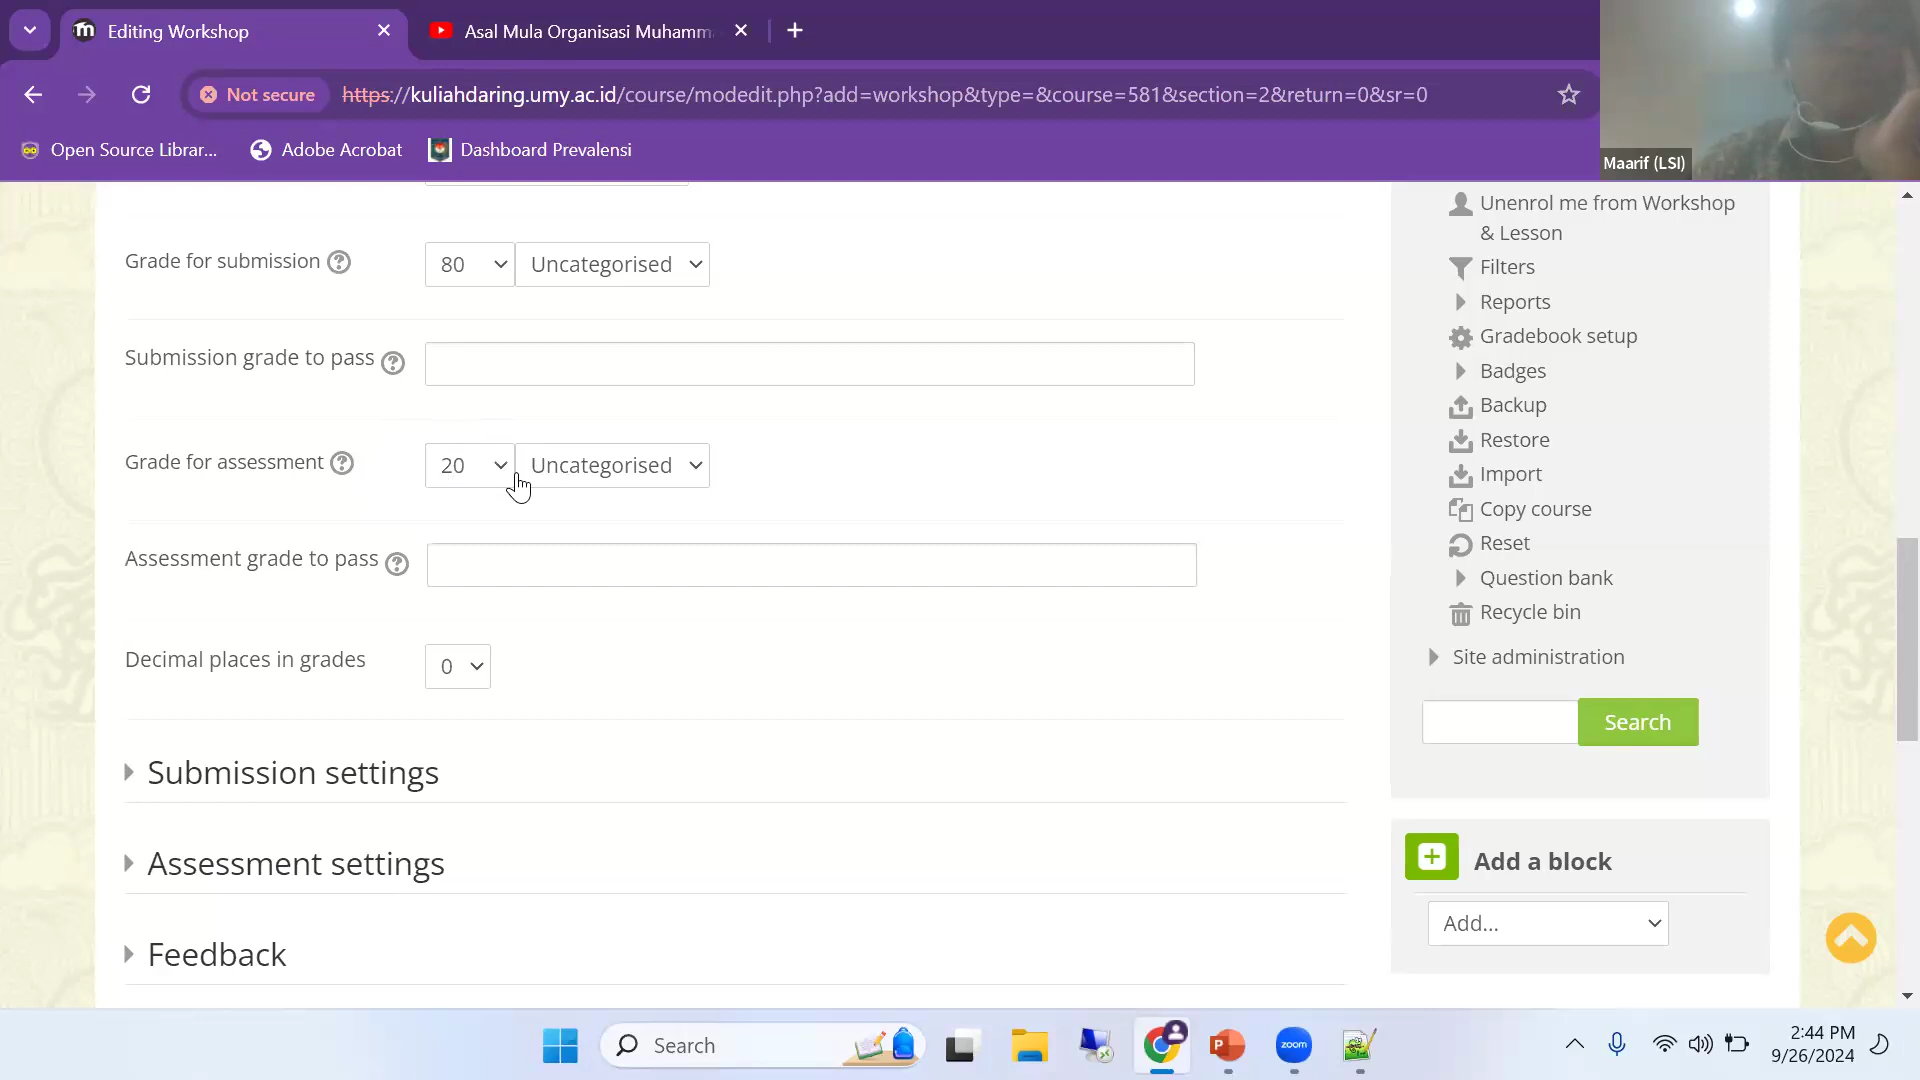 Editing Workshop
Asal Mula Organisasi Muhamm
Not secure
https://kuliahdaring.umy.ac.id/course/modedit.php?add=workshop&type=&course=581&section=2&return=0&sr=0
Open Source Librar...
Adobe Acrobat
Dashboard Prevalensi
Maarif (LSI)
Grade for submission
80
Uncategorised
Submission grade to pass
Grade for assessment
20
Uncategorised
Assessment grade to pass
Decimal places in grades
0
Submission settings
Assessment settings
Feedback
Unenrol me from Workshop
& Lesson
Filters
Reports
Gradebook setup
Badges
Backup
Restore
Import
Copy course
Reset
Question bank
Recycle bin
Site administration
Search
Add a block
Add...
Search
zoom
2:44 PM
9/26/2024